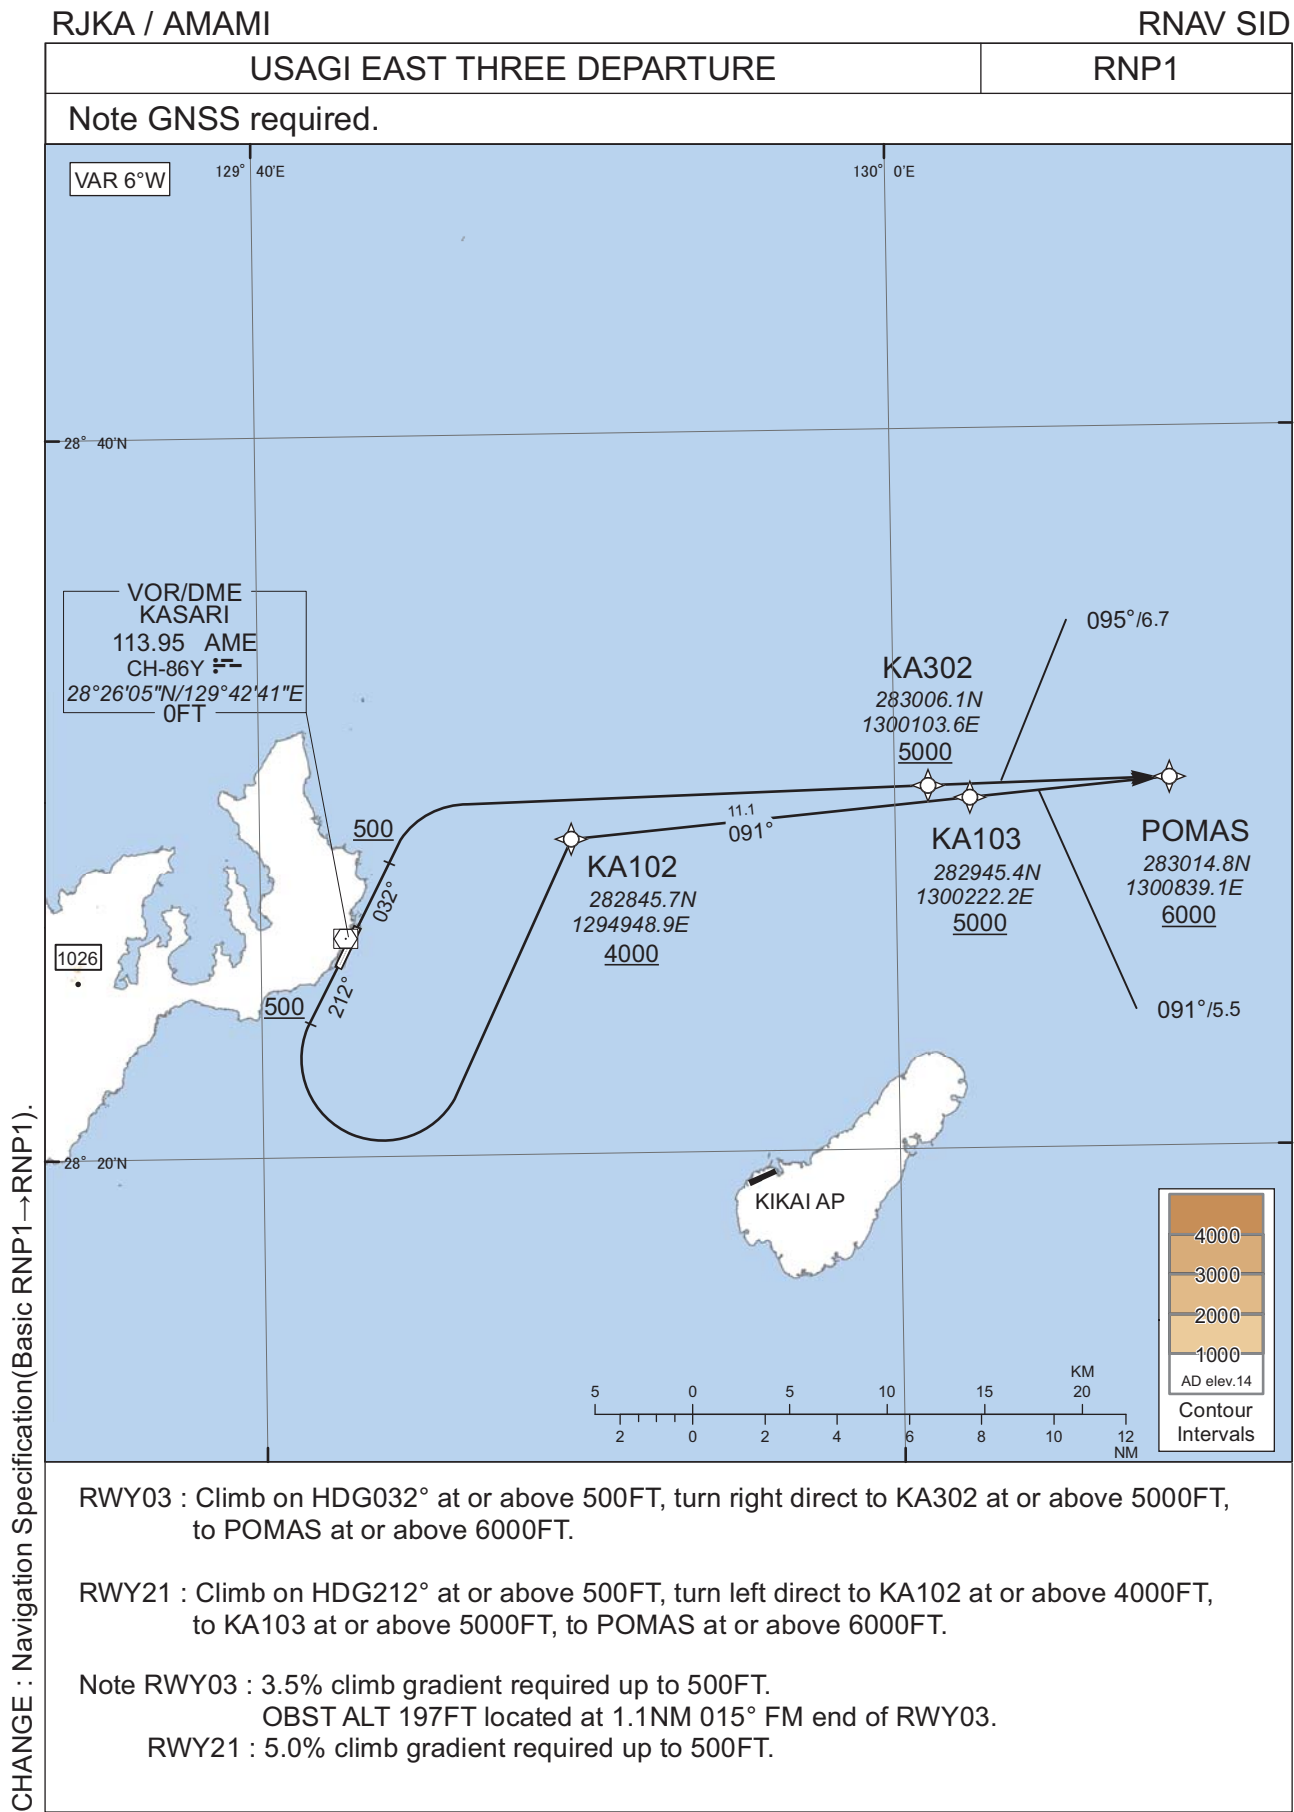 RJKA / AMAMI
RNAV SID
USAGI EAST THREE DEPARTURE
RNP1
Note GNSS required.
VAR 6°W
129° 40'E
130° 0'E
28° 40'N
VOR/DME
KASARI
113.95 AME
CH-86Y
28°26'05"N/129°42'41"E
0FT
095°/6.7
KA302
283006.1N
1300103.6E
5000
500
032°
11.1
091°
KA102
282845.7N
1294948.9E
4000
KA103
282945.4N
1300222.2E
5000
POMAS
283014.8N
1300839.1E
6000
1026
500
212°
091°/5.5
28° 20'N
KIKAI AP
4000
3000
2000
1000
AD elev.14
Contour
Intervals
KM
5 0 5 10 15 20
2 0 2 4 6 8 10 12
NM
CHANGE : Navigation Specification(Basic RNP1→RNP1).
RWY03 : Climb on HDG032° at or above 500FT, turn right direct to KA302 at or above 5000FT,
to POMAS at or above 6000FT.
RWY21 : Climb on HDG212° at or above 500FT, turn left direct to KA102 at or above 4000FT,
to KA103 at or above 5000FT, to POMAS at or above 6000FT.
Note RWY03 : 3.5% climb gradient required up to 500FT.
OBST ALT 197FT located at 1.1NM 015° FM end of RWY03.
RWY21 : 5.0% climb gradient required up to 500FT.